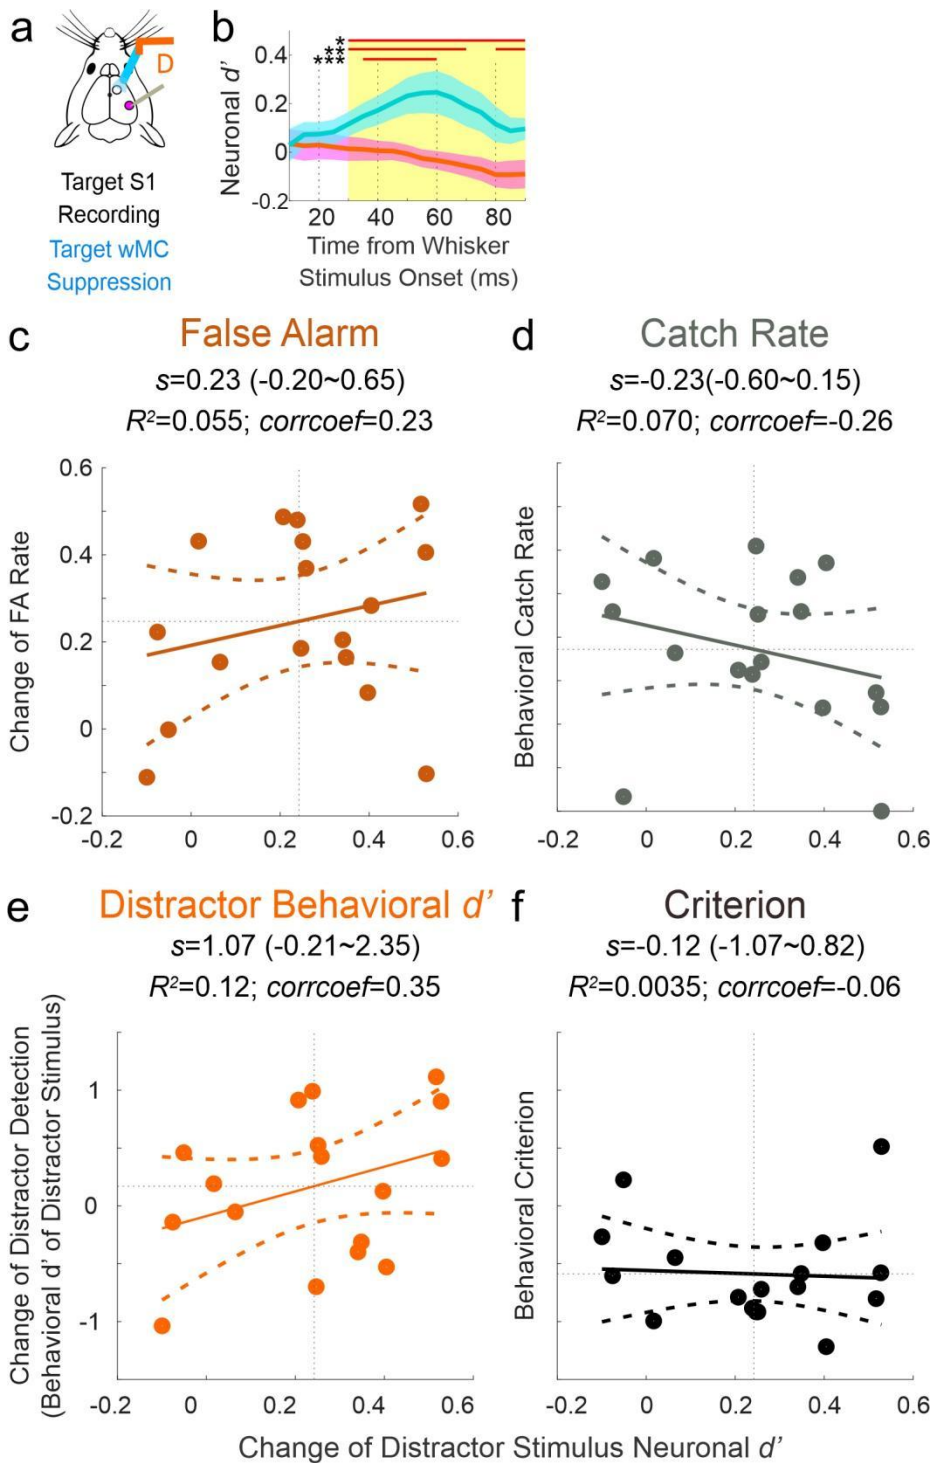 a
D
Target S1
Recording
Target wMC
Suppression
b
Neuronal d'
0.4
0.2
0
-0.2
*
**
***
20 40 60 80
Time from Whisker
Stimulus Onset (ms)
c
False Alarm
s=0.23 (-0.20~0.65)
R²=0.055; corrcoef=0.23
Change of FA Rate
0.6
0.4
0.2
0
-0.2
-0.2 0 0.2 0.4 0.6
d
Catch Rate
s=-0.23(-0.60~0.15)
R²=0.070; corrcoef=-0.26
Behavioral Catch Rate
-0.2 0 0.2 0.4 0.6
e
Distractor Behavioral d'
s=1.07 (-0.21~2.35)
R²=0.12; corrcoef=0.35
Change of Distractor Detection
(Behavioral d' of Distractor Stimulus)
1
0
-1
-0.2 0 0.2 0.4 0.6
f
Criterion
s=-0.12 (-1.07~0.82)
R²=0.0035; corrcoef=-0.06
Behavioral Criterion
-0.2 0 0.2 0.4 0.6
Change of Distractor Stimulus Neuronal d'